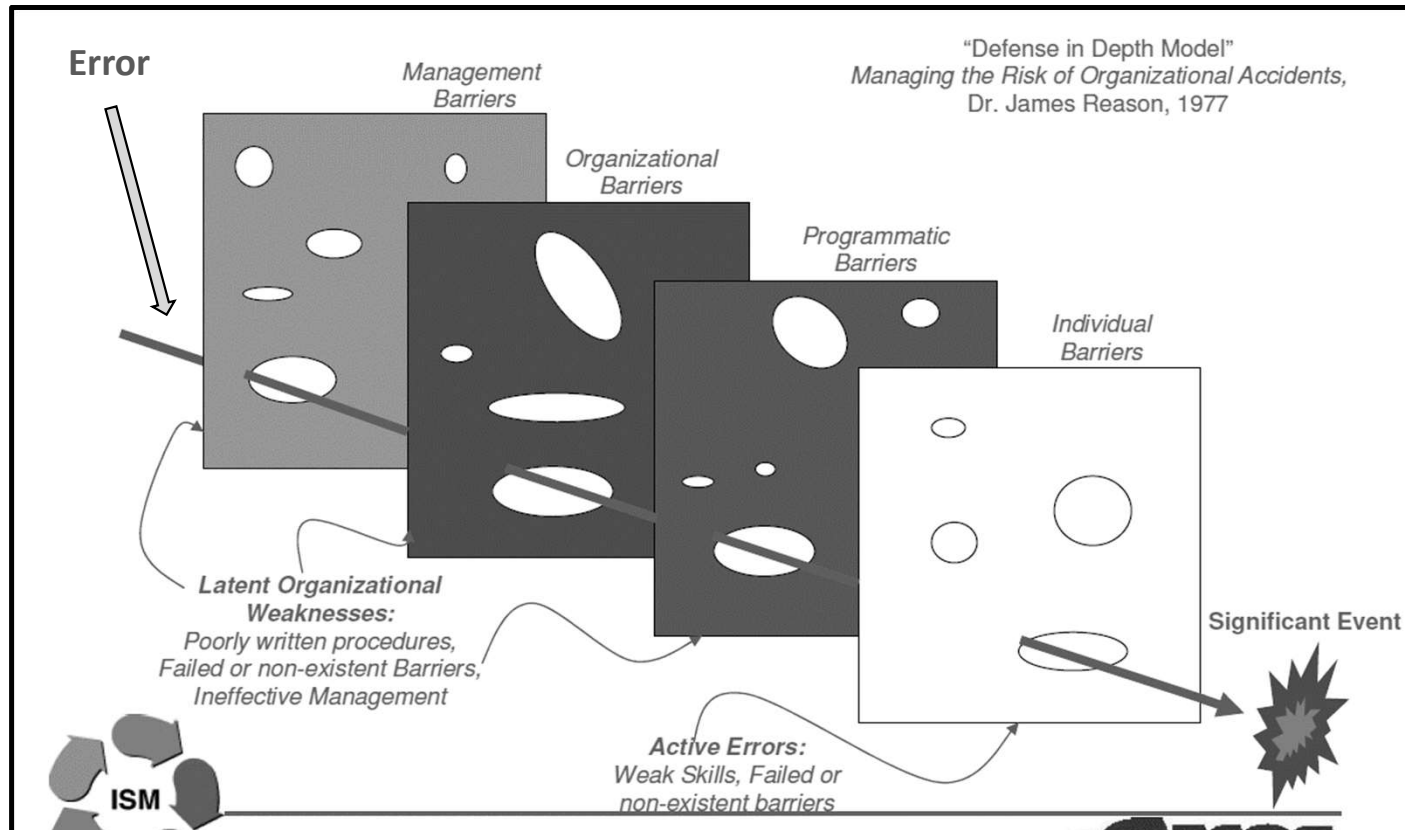 Error
"Defense in Depth Model"
Managing the Risk of Organizational Accidents,
Dr. James Reason, 1977
Management
Barriers
Organizational
Barriers
Programmatic
Barriers
Individual
Barriers
Latent Organizational
Weaknesses:
Poorly written procedures,
Failed or non-existent Barriers,
Ineffective Management
Significant Event
Active Errors:
Weak Skills, Failed or
non-existent barriers
ISM